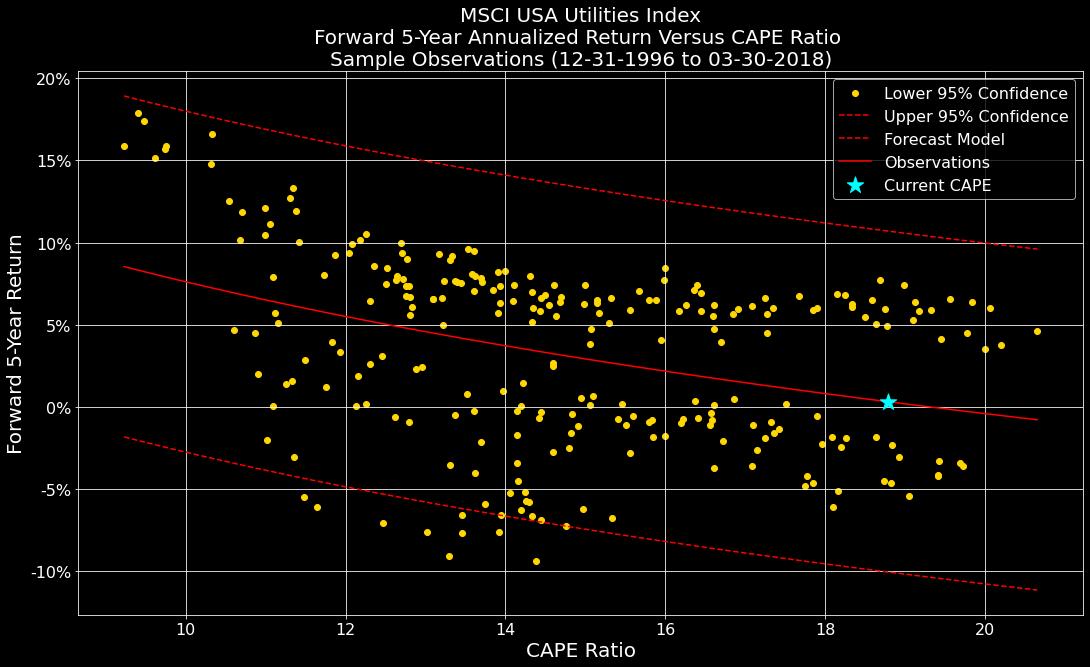 MSCI USA Utilities Index
Forward 5-Year Annualized Return Versus CAPE Ratio
Sample Observations (12-31-1996 to 03-30-2018)
Lower 95% Confidence
Upper 95% Confidence
Forecast Model
Observations
Current CAPE
Forward 5-Year Return
20%
15%
10%
5%
0%
-5%
-10%
10 12 14 16 18 20
CAPE Ratio